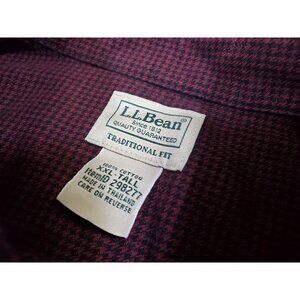 L.L.Bean
Since 1912
QUALITY GUARANTEED
TRADITIONAL FIT
100% COTTON
XXL-TALL
ItemID 298277
MADE IN THAILAND
CARE ON REVERSE